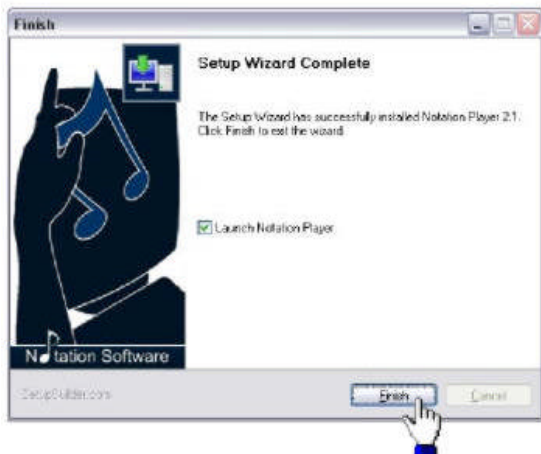 Finish
Setup Wizard Complete
The Setup Wizard has successfully installed Notation Player 2.1.
Click Finish to exit the wizard.
Launch Notation Player
Notation Software
SetupBuilder.com
Finish
Cancel